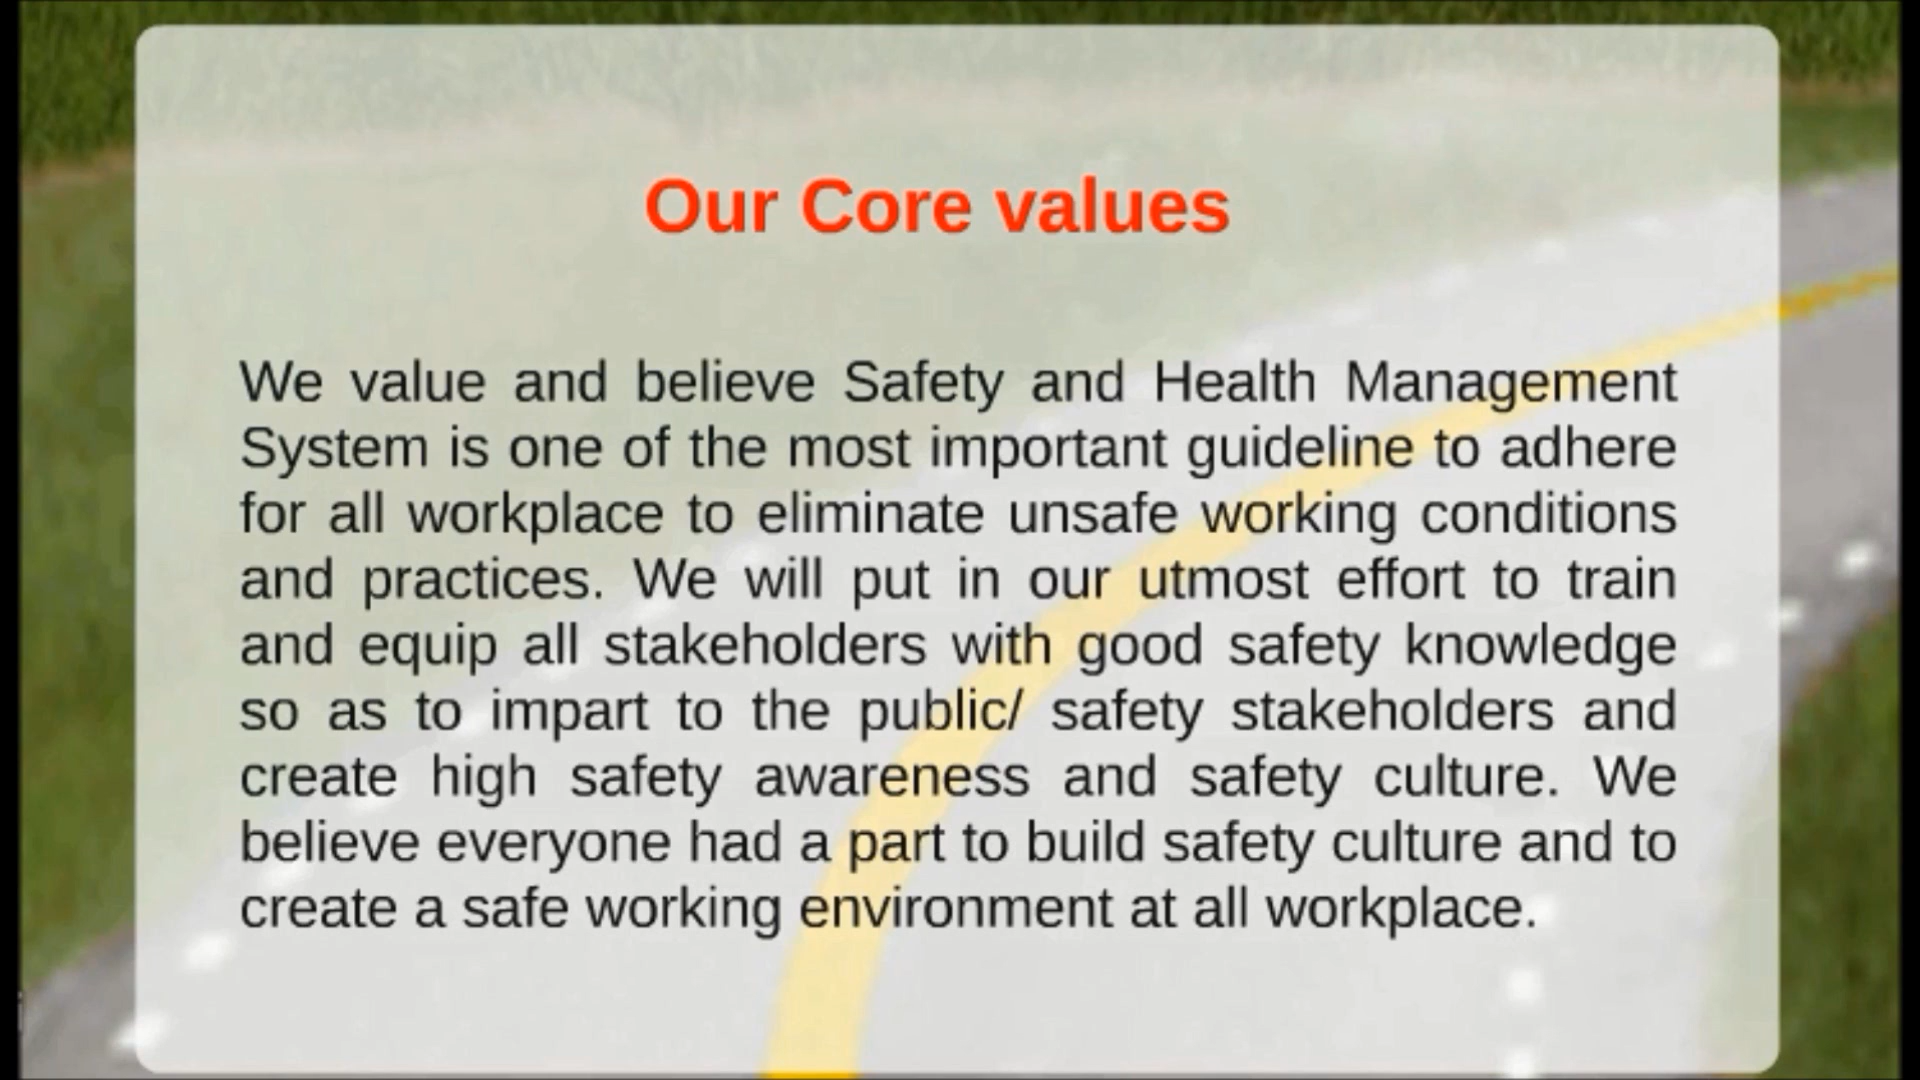 Our Core values
We value and believe Safety and Health Management
System is one of the most important guideline to adhere
for all workplace to eliminate unsafe working conditions
and practices. We will put in our utmost effort to train
and equip all stakeholders with good safety knowledge
so as to impart to the public/ safety stakeholders and
create high safety awareness and safety culture. We
believe everyone had a part to build safety culture and to
create a safe working environment at all workplace.